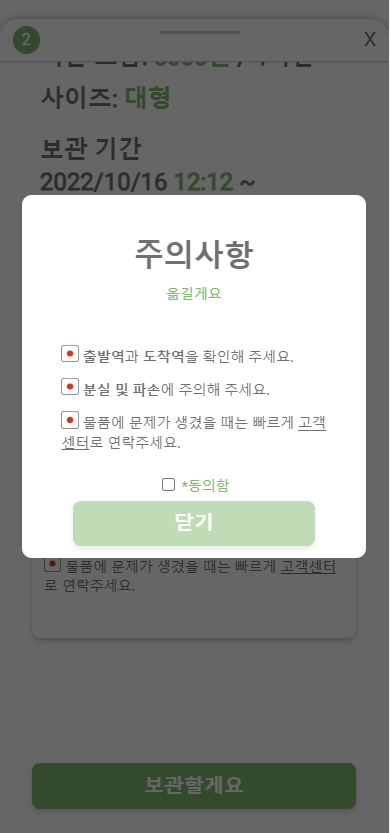 2
X
사이즈: 대형
보관 기간
2022/10/16 12:12 ~
주의사항
옮길게요
출발역과 도착역을 확인해 주세요.
분실 및 파손에 주의해 주세요.
물품에 문제가 생겼을 때는 빠르게 고객
센터로 연락주세요.
*동의함
닫기
물품에 문제가 생겼을 때는 빠르게 고객센터
로 연락주세요.
보관할게요